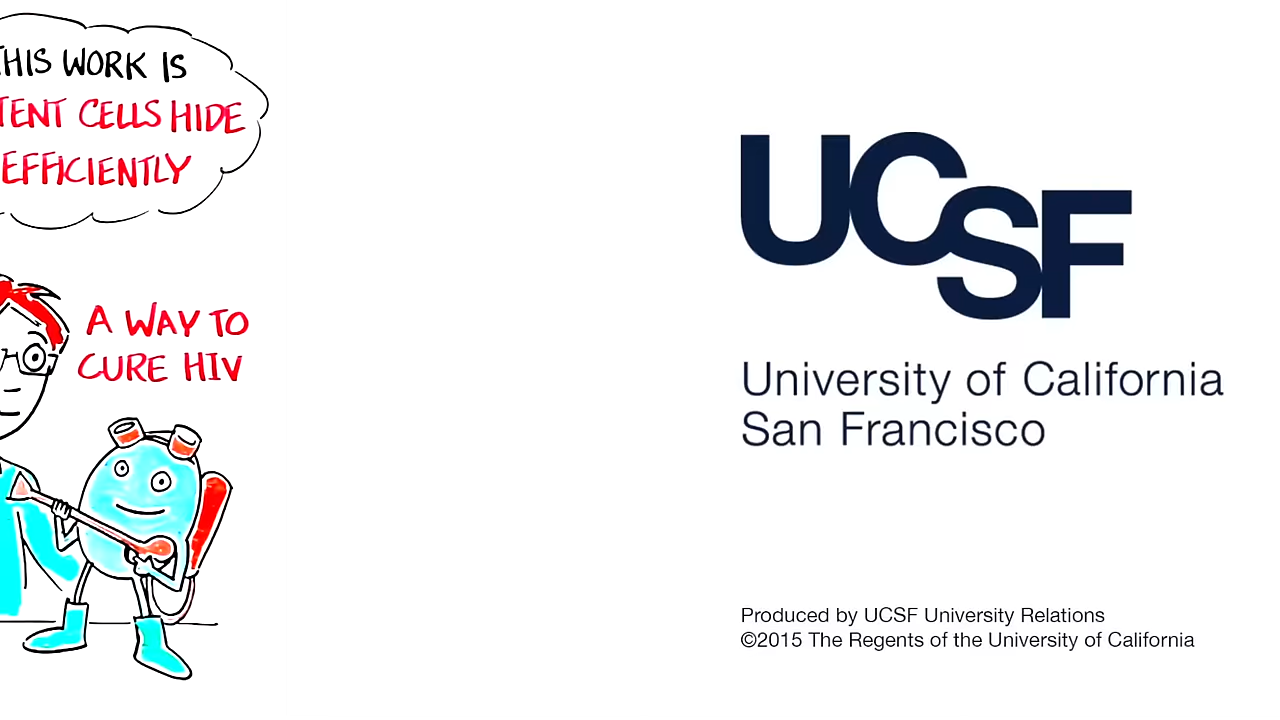 THIS WORK IS
CELLS HIDE
EFFICIENTLY
A WAY TO
CURE HIV
UCSF
University of California
San Francisco
Produced by UCSF University Relations
©2015 The Regents of the University of California